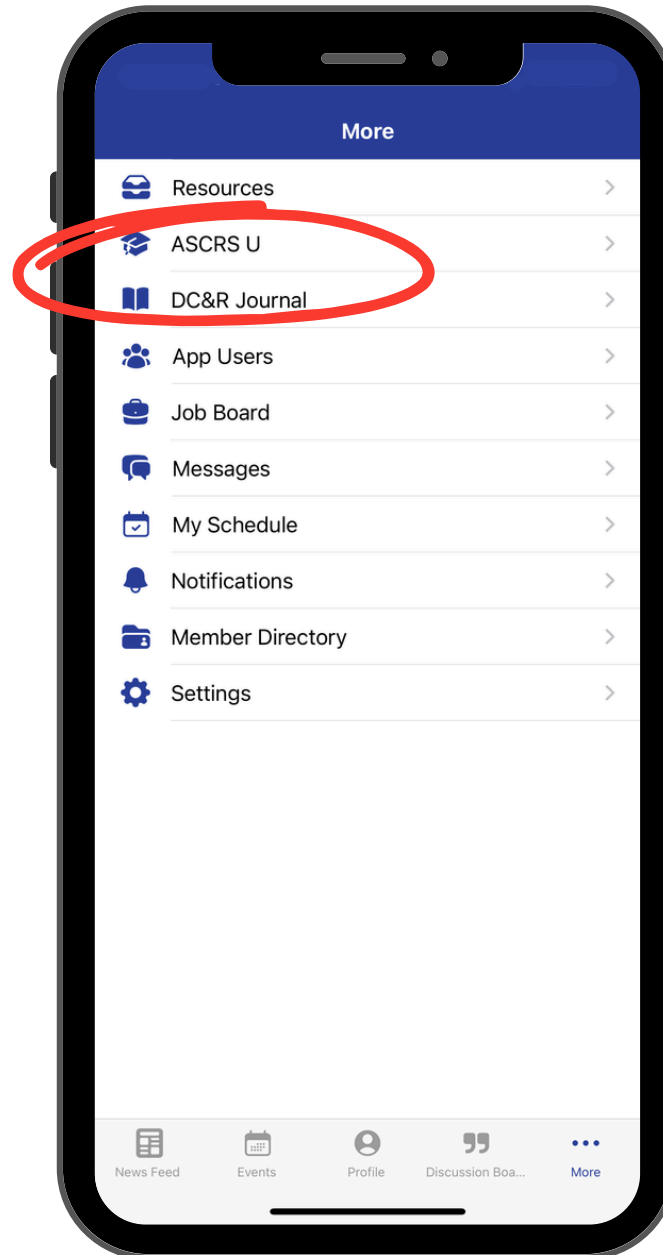 More
Resources
ASCRS U
DC&R Journal
App Users
Job Board
Messages
My Schedule
Notifications
Member Directory
Settings
News Feed
Events
Profile
Discussion Boa...
More